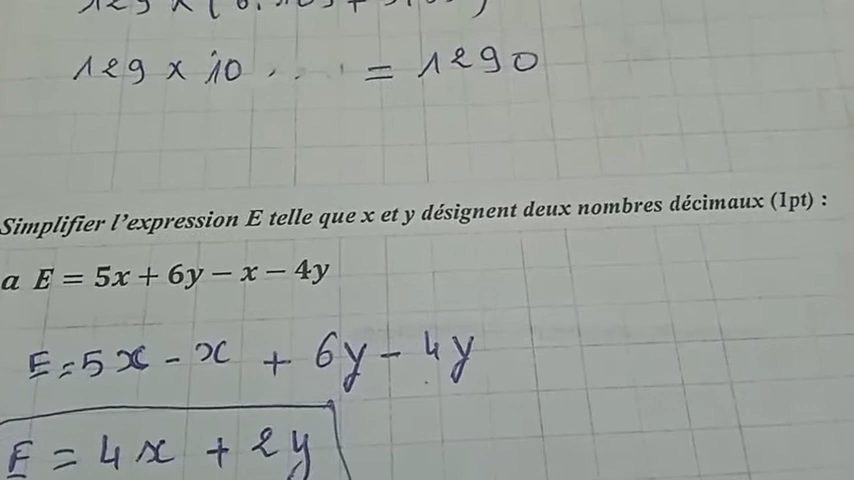 129 x 10 .... = 1290
Simplifier l'expression E telle que x et y désignent deux nombres décimaux (1pt) :
a E = 5x + 6y − x − 4y
E = 5x - x + 6y - 4y
E = 4x + 2y